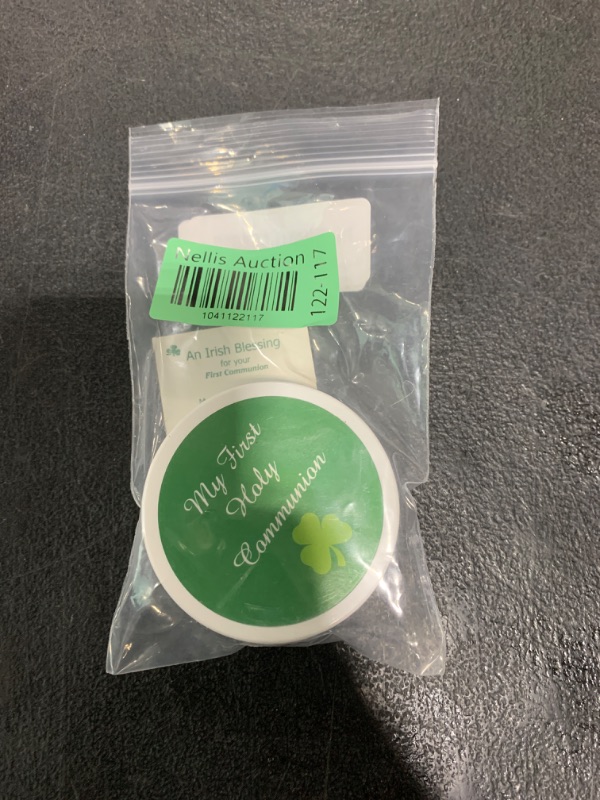 Nellis Auction
122-117
1041122117
An Irish Blessing
for your
First Communion
My First
Holy
Communion